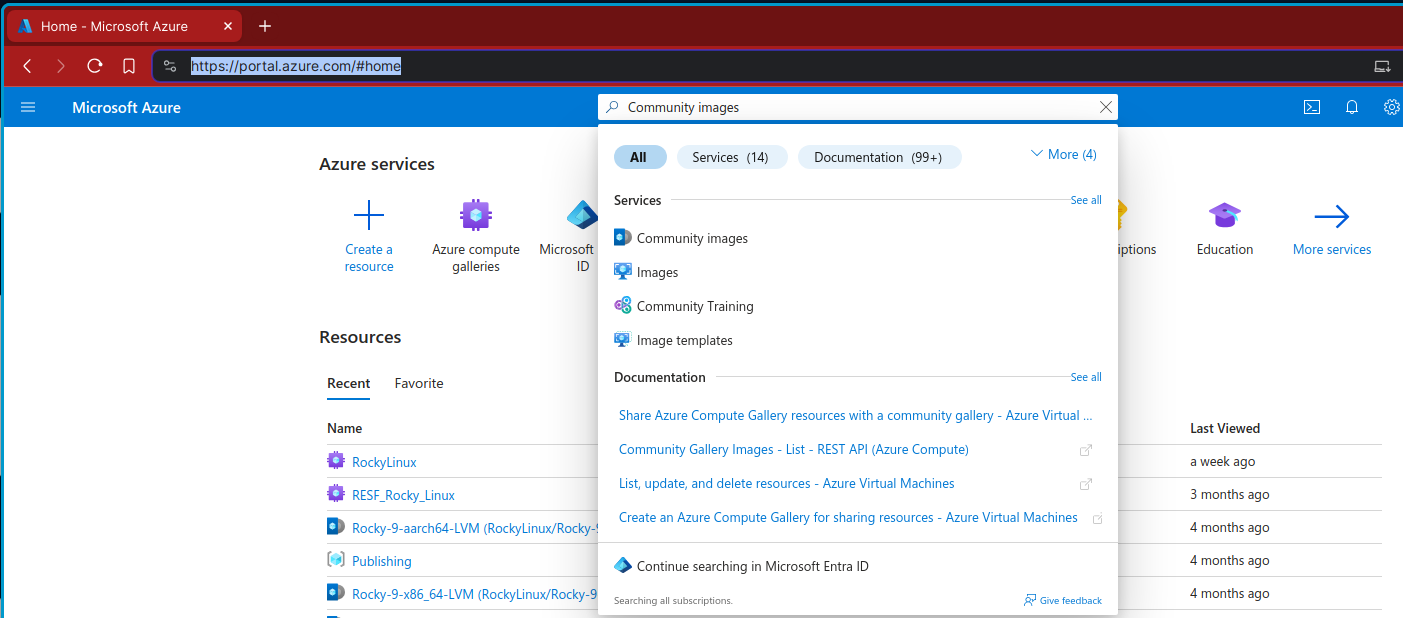 Home - Microsoft Azure
https://portal.azure.com/#home
Microsoft Azure
Community images
All
Services (14)
Documentation (99+)
More (4)
Azure services
Create a
resource
Azure compute
galleries
Microsoft
ID
Services
See all
Community images
Images
Community Training
Image templates
Documentation
See all
Share Azure Compute Gallery resources with a community gallery - Azure Virtual ...
Community Gallery Images - List - REST API (Azure Compute)
List, update, and delete resources - Azure Virtual Machines
Create an Azure Compute Gallery for sharing resources - Azure Virtual Machines
Continue searching in Microsoft Entra ID
Searching all subscriptions.
Give feedback
iptions
Education
More services
Resources
Recent
Favorite
Name
Last Viewed
RockyLinux
a week ago
RESF_Rocky_Linux
3 months ago
Rocky-9-aarch64-LVM (RockyLinux/Rocky-9
4 months ago
Publishing
4 months ago
Rocky-9-x86_64-LVM (RockyLinux/Rocky-9
4 months ago